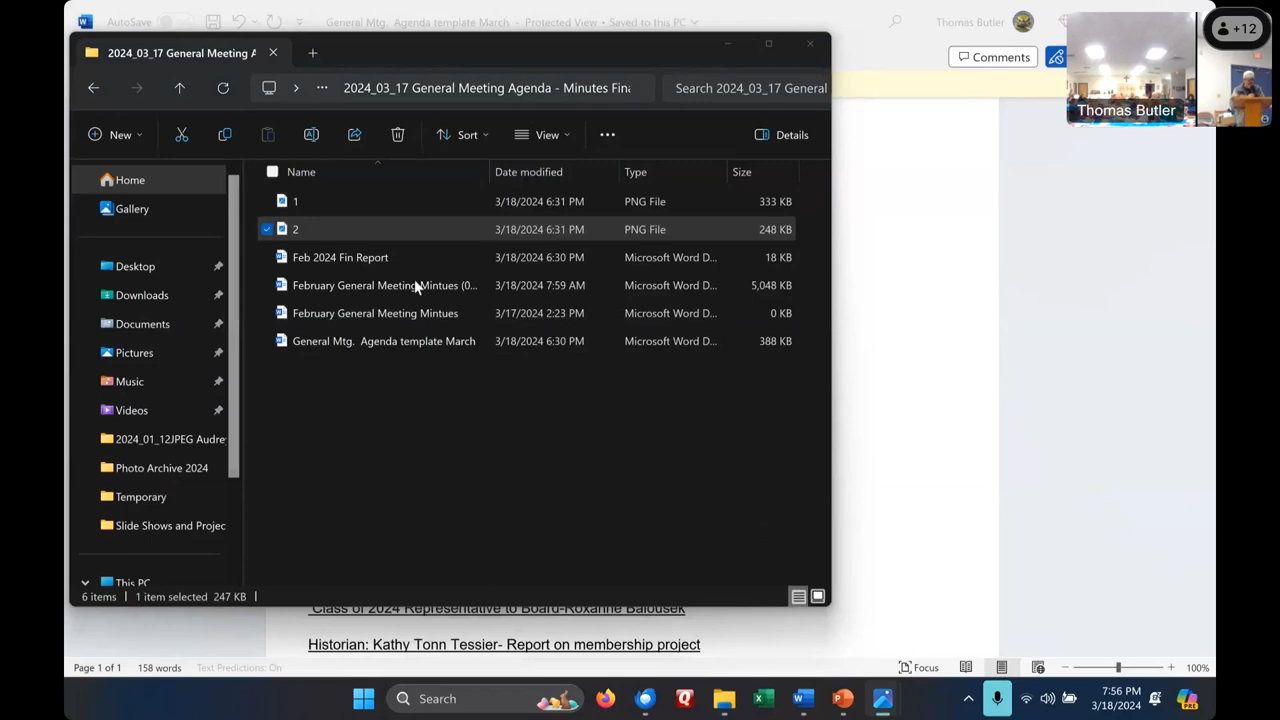 AutoSave
General Mtg. Agenda template March - Protected View • Saved to this PC
Thomas Butler
+12
2024_03_17 General Meeting A
Comments
Thomas Butler
2024_03_17 General Meeting Agenda - Minutes Fin
Search 2024_03_17 General
New
Sort
View
Details
Name
Date modified
Type
Size
Home
1
3/18/2024 6:31 PM
PNG File
333 KB
Gallery
2
3/18/2024 6:31 PM
PNG File
248 KB
Feb 2024 Fin Report
3/18/2024 6:30 PM
Microsoft Word D...
18 KB
Desktop
February General Meeting Mintues (0...
3/18/2024 7:59 AM
Microsoft Word D...
5,048 KB
Downloads
February General Meeting Mintues
3/17/2024 2:23 PM
Microsoft Word D...
0 KB
Documents
General Mtg. Agenda template March
3/18/2024 6:30 PM
Microsoft Word D...
388 KB
Pictures
Music
Videos
2024_01_12JPEG Audre
Photo Archive 2024
Temporary
Slide Shows and Projec
This PC
6 items
1 item selected 247 KB
Class of 2024 Representative to Board-Roxanne Balousek
Historian: Kathy Tonn Tessier- Report on membership project
Page 1 of 1
158 words
Text Predictions: On
Focus
100%
Search
PRE
7:56 PM
3/18/2024